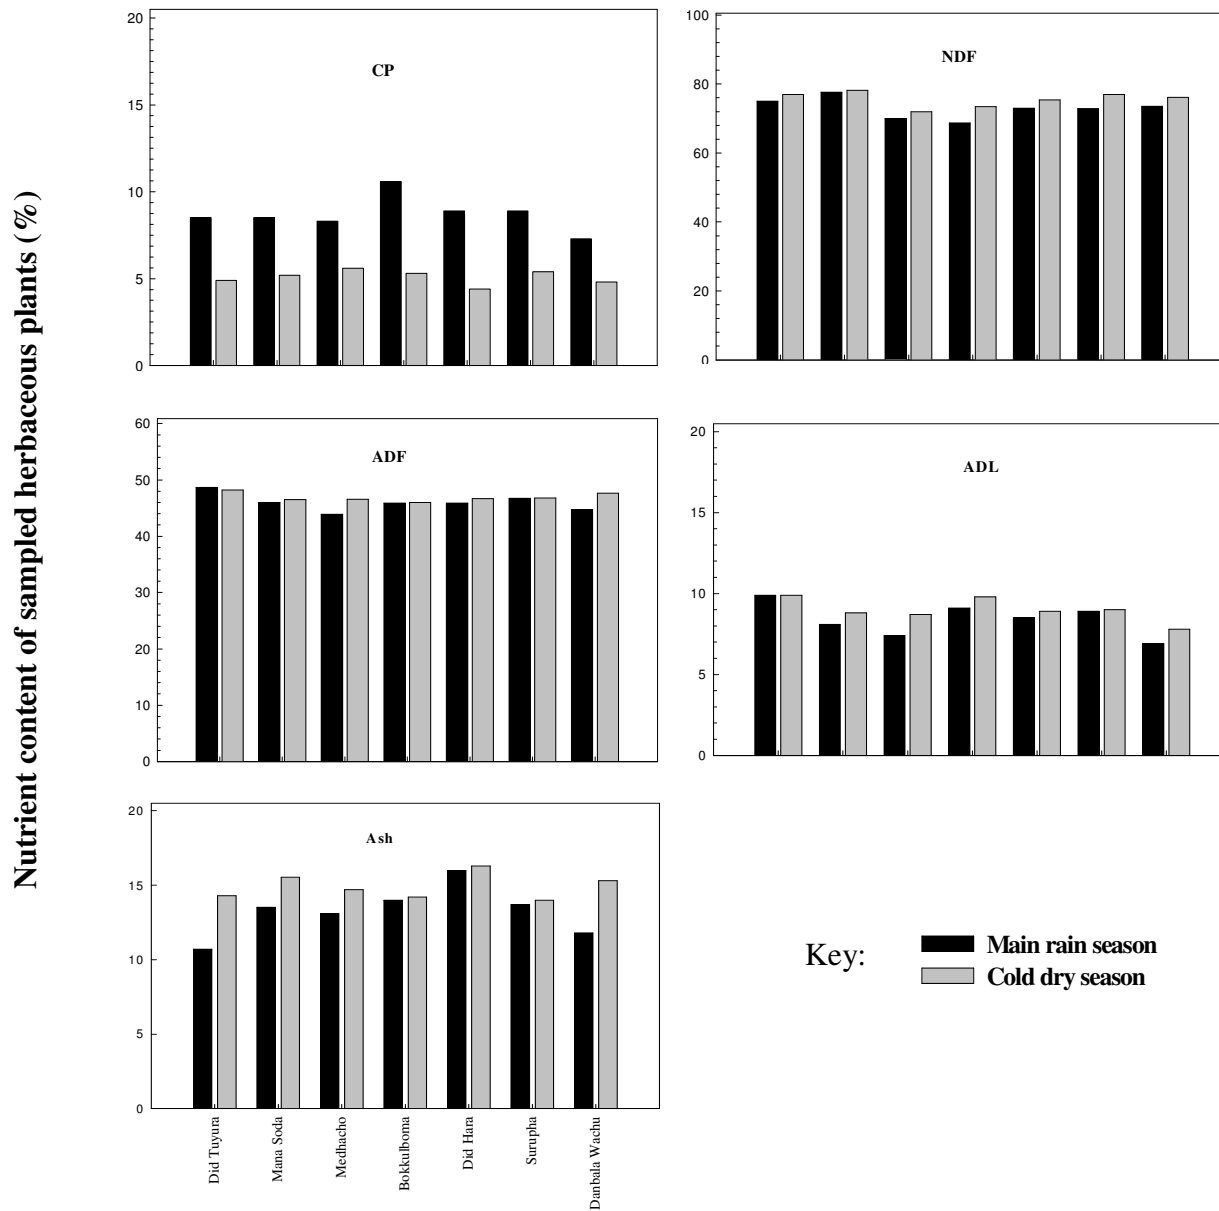 Nutrient content of sampled herbaceous plants (%)
CP
20
15
10
5
0
NDF
100
80
60
40
20
0
ADF
60
50
40
30
20
10
0
ADL
20
15
10
5
0
Ash
20
15
10
5
0
Did Tuyura
Mana Soda
Medhacho
Bokkulboma
Did Hara
Surupha
Danbala Wachu
Key:
Main rain season
Cold dry season